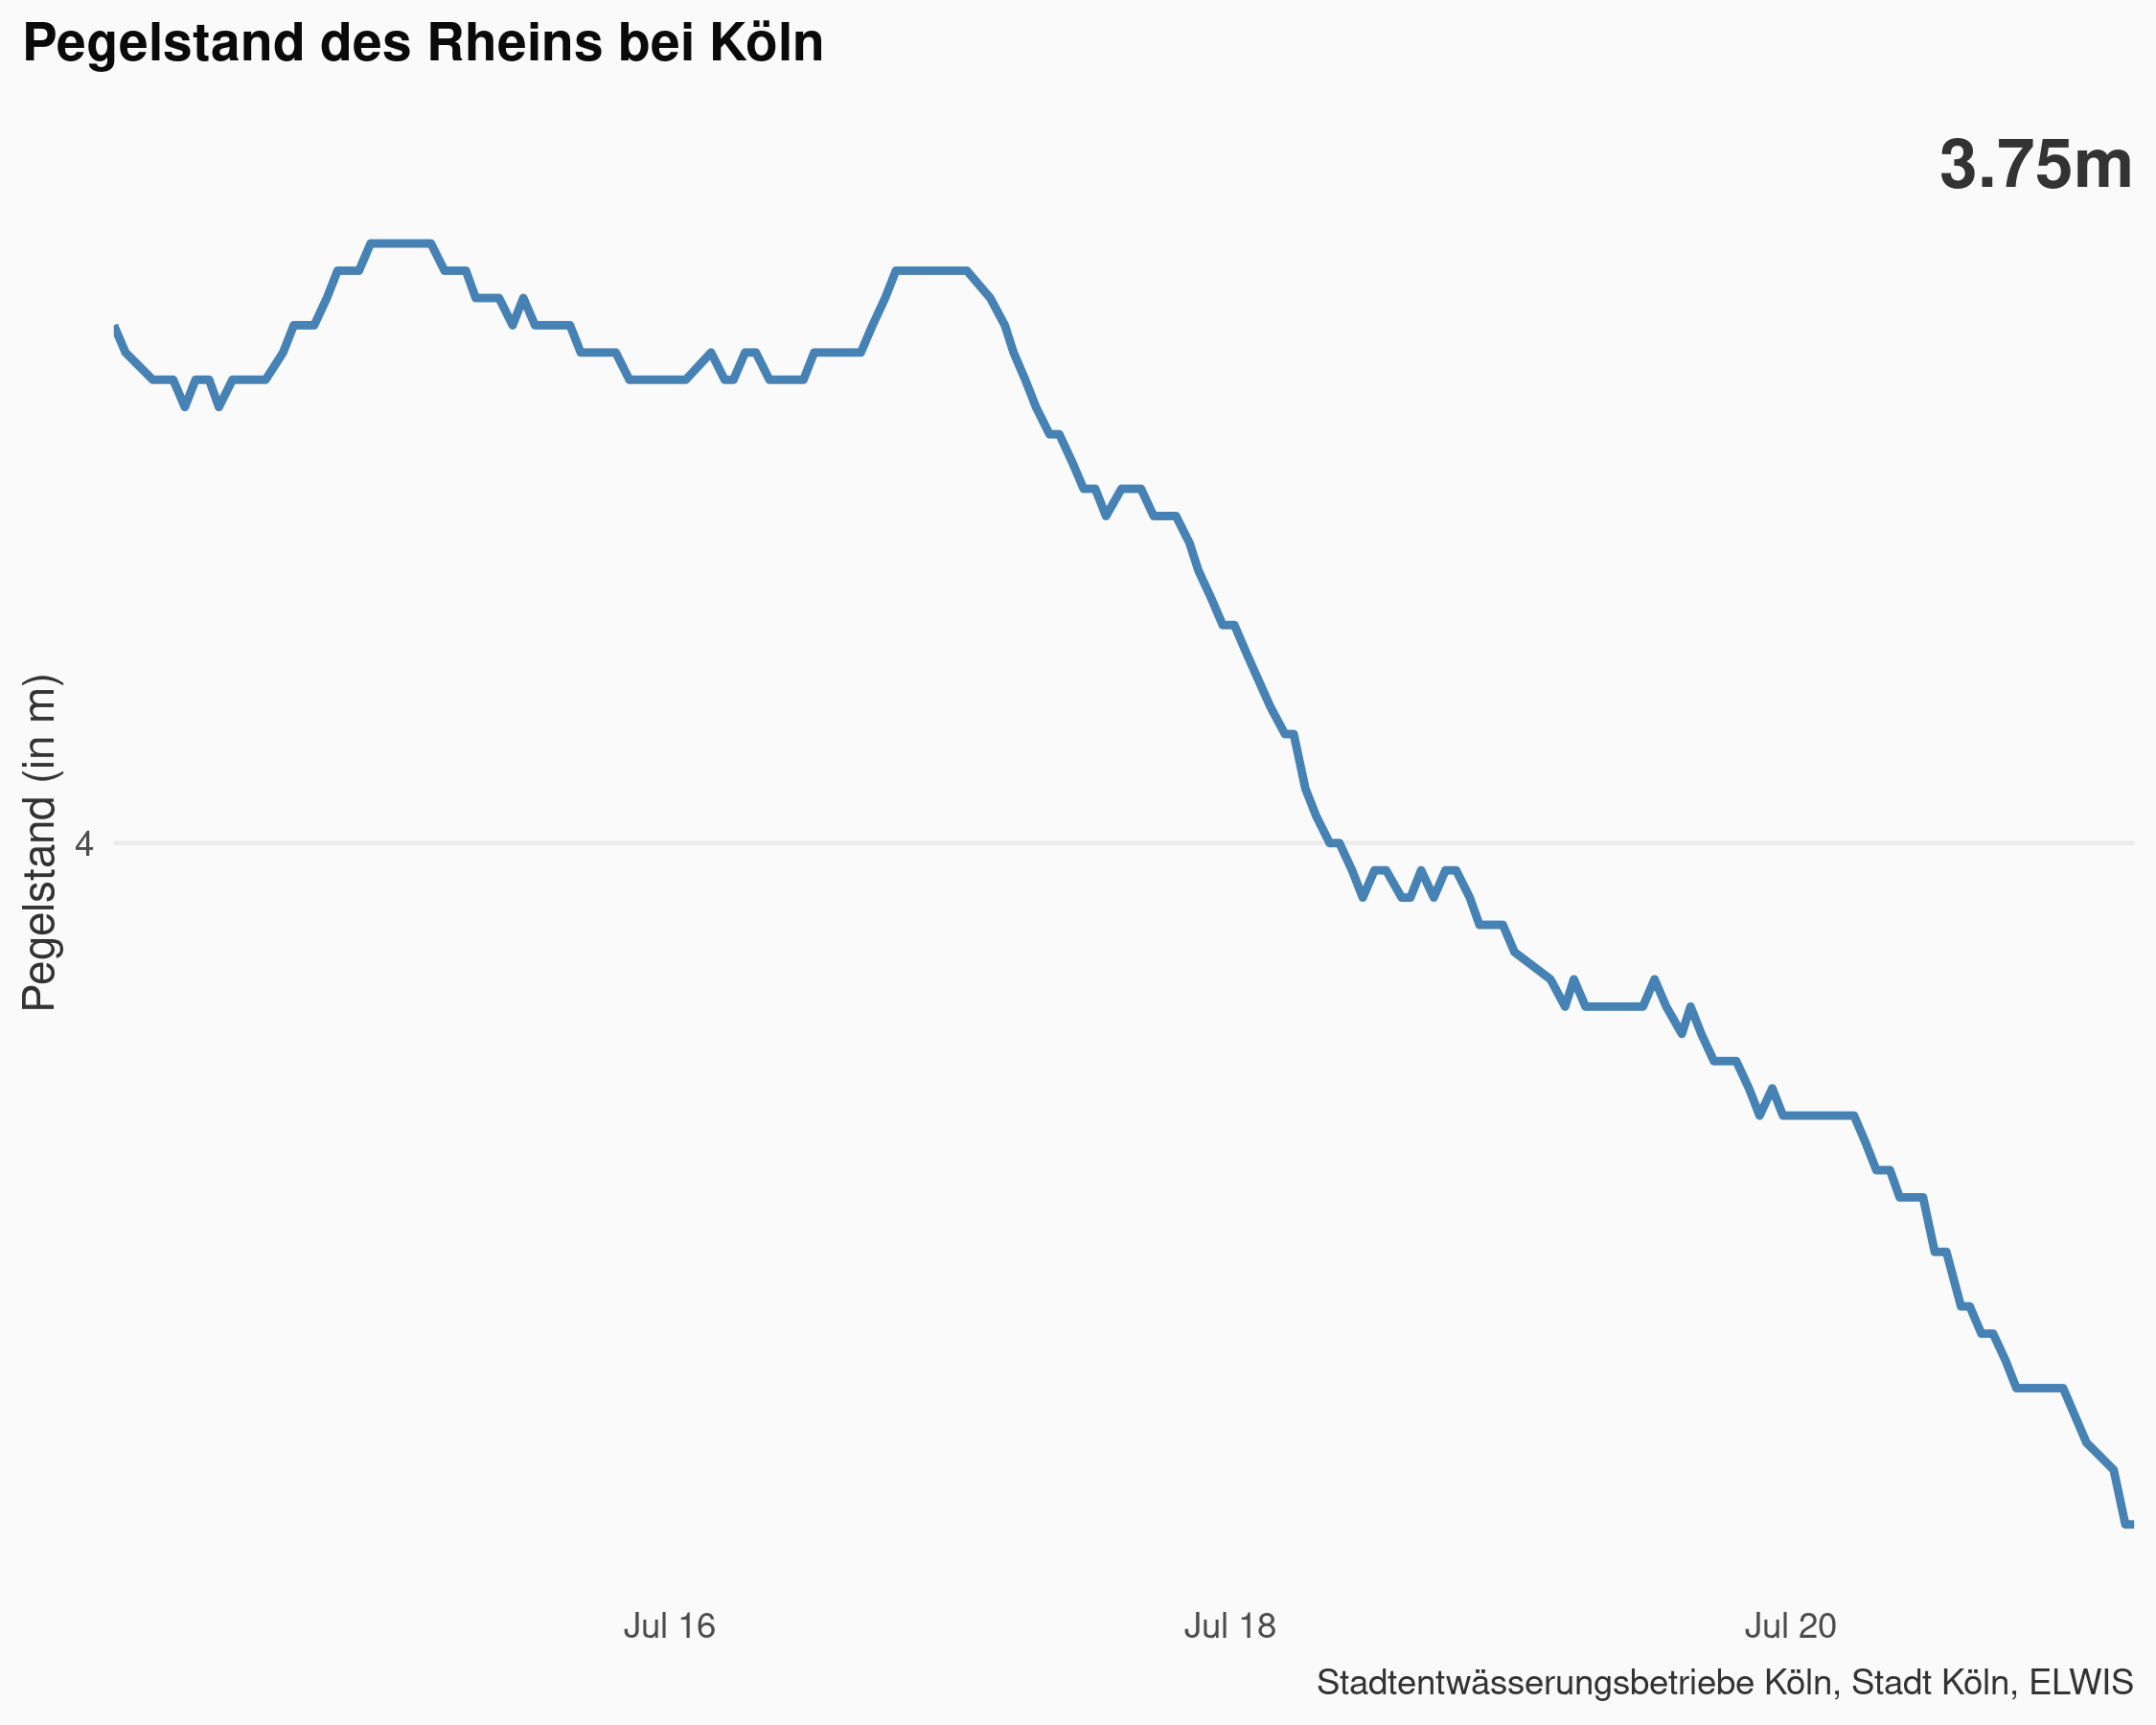 Pegelstand des Rheins bei Köln
3.75m
Pegelstand (in m)
4
Jul 16
Jul 18
Jul 20
Stadtentwässerungsbetriebe Köln, Stadt Köln, ELWIS